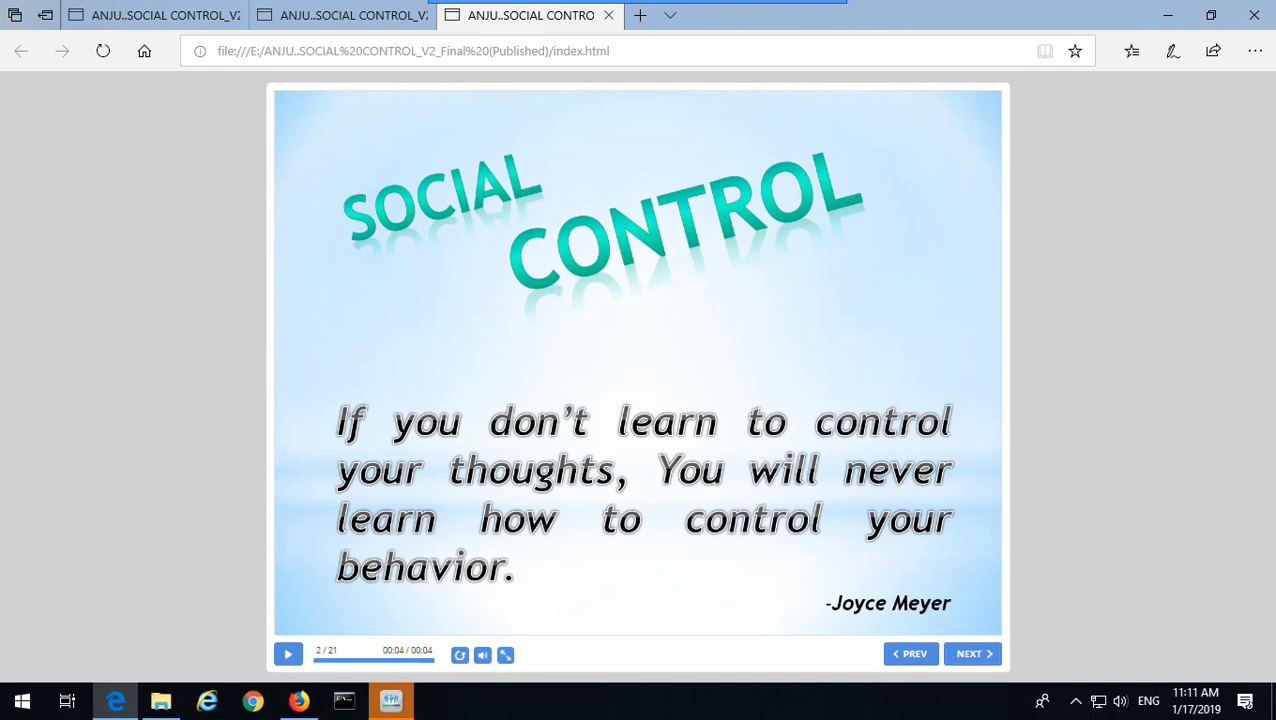 ANJU..SOCIAL CONTROL_V2
ANJU..SOCIAL CONTROL_V2
ANJU..SOCIAL CONTRO
file:///E:/ANJU..SOCIAL%20CONTROL_V2_Final%20(Published)/index.html
SOCIAL
CONTROL
If you don’t learn to control
your thoughts, You will never
learn how to control your
behavior.
-Joyce Meyer
2 / 21
00:04 / 00:04
PREV
NEXT
ENG
11:11 AM
1/17/2019